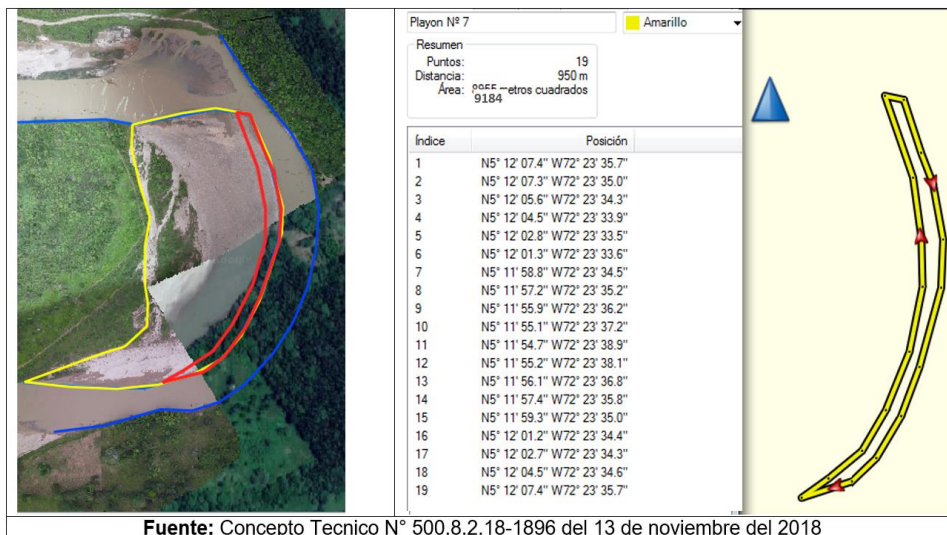 Playon Nº 7
Amarillo
Resumen
Puntos: 19
Distancia: 950 m
Área: metros cuadrados
9184
Índice Posición
1 N5° 12' 07.4" W72° 23' 35.7"
2 N5° 12' 07.3" W72° 23' 35.0"
3 N5° 12' 05.6" W72° 23' 34.3"
4 N5° 12' 04.5" W72° 23' 33.9"
5 N5° 12' 02.8" W72° 23' 33.5"
6 N5° 12' 01.3" W72° 23' 33.6"
7 N5° 11' 58.8" W72° 23' 34.5"
8 N5° 11' 57.2" W72° 23' 35.2"
9 N5° 11' 55.9" W72° 23' 36.2"
10 N5° 11' 55.1" W72° 23' 37.2"
11 N5° 11' 54.7" W72° 23' 38.9"
12 N5° 11' 55.2" W72° 23' 38.1"
13 N5° 11' 56.1" W72° 23' 36.8"
14 N5° 11' 57.4" W72° 23' 35.8"
15 N5° 11' 59.3" W72° 23' 35.0"
16 N5° 12' 01.2" W72° 23' 34.4"
17 N5° 12' 02.7" W72° 23' 34.3"
18 N5° 12' 04.5" W72° 23' 34.6"
19 N5° 12' 07.4" W72° 23' 35.7"
Fuente: Concepto Tecnico N° 500.8.2.18-1896 del 13 de noviembre del 2018